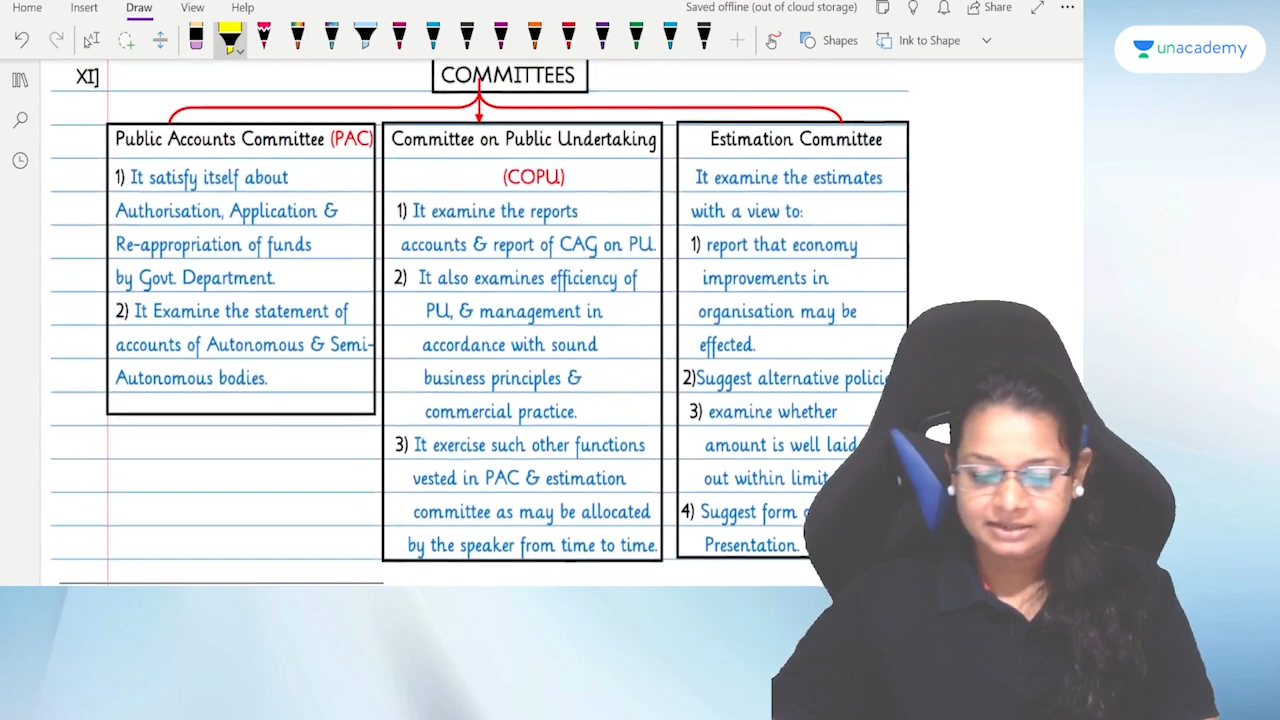 Home Insert Draw View Help Saved offline (out of cloud storage) Share
Shapes Ink to Shape
unacademy
XI] COMMITTEES
Public Accounts Committee (PAC)
1) It satisfy itself about
Authorisation, Application &
Re-appropriation of funds
by Govt. Department.
2) It Examine the statement of
accounts of Autonomous & Semi-
Autonomous bodies.
Committee on Public Undertaking
(COPU)
1) It examine the reports
accounts & report of CAG on PU.
2) It also examines efficiency of
PU, & management in
accordance with sound
business principles &
commercial practice.
3) It exercise such other functions
vested in PAC & estimation
committee as may be allocated
by the speaker from time to time.
Estimation Committee
It examine the estimates
with a view to:
1) report that economy
improvements in
organisation may be
effected.
2) Suggest alternative
3) examine whether
amount is well laid
out within
4) Suggest form
Presentation.